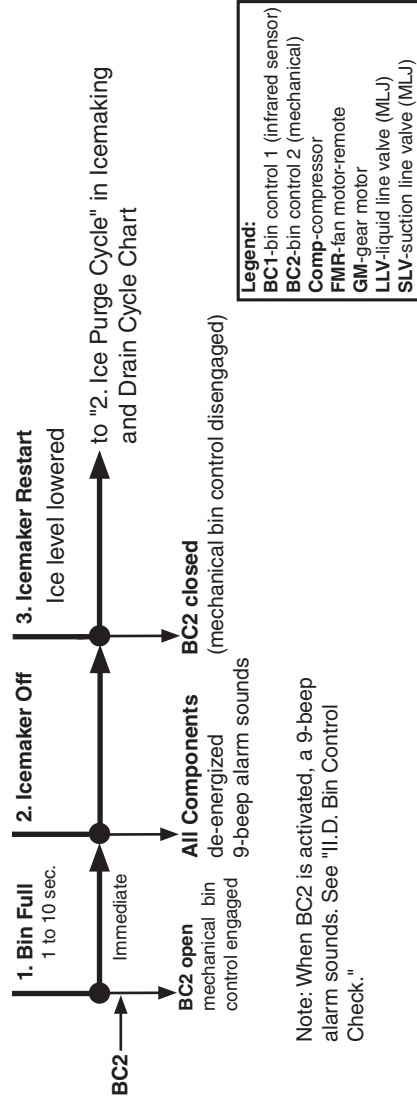 1. Bin Full
1 to 10 sec.
2. Icemaker Off
3. Icemaker Restart
Ice level lowered
BC2
Immediate
to "2. Ice Purge Cycle" in Icemaking
and Drain Cycle Chart
BC2 open
mechanical bin
control engaged
All Components
de-energized
9-beep alarm sounds
BC2 closed
(mechanical bin control disengaged)
Note: When BC2 is activated, a 9-beep
alarm sounds. See "II.D. Bin Control
Check."
Legend:
BC1-bin control 1 (infrared sensor)
BC2-bin control 2 (mechanical)
Comp-compressor
FMR-fan motor-remote
GM-gear motor
LLV-liquid line valve (MLJ)
SLV-suction line valve (MLJ)